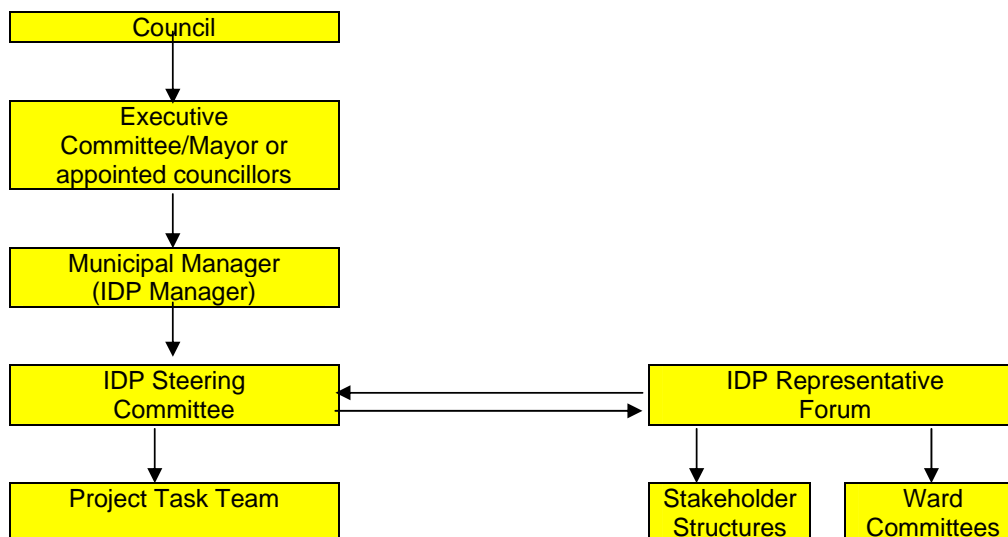 Council
Executive
Committee/Mayor or
appointed councillors
Municipal Manager
(IDP Manager)
IDP Steering
Committee
IDP Representative
Forum
Project Task Team
Stakeholder
Structures
Ward
Committees